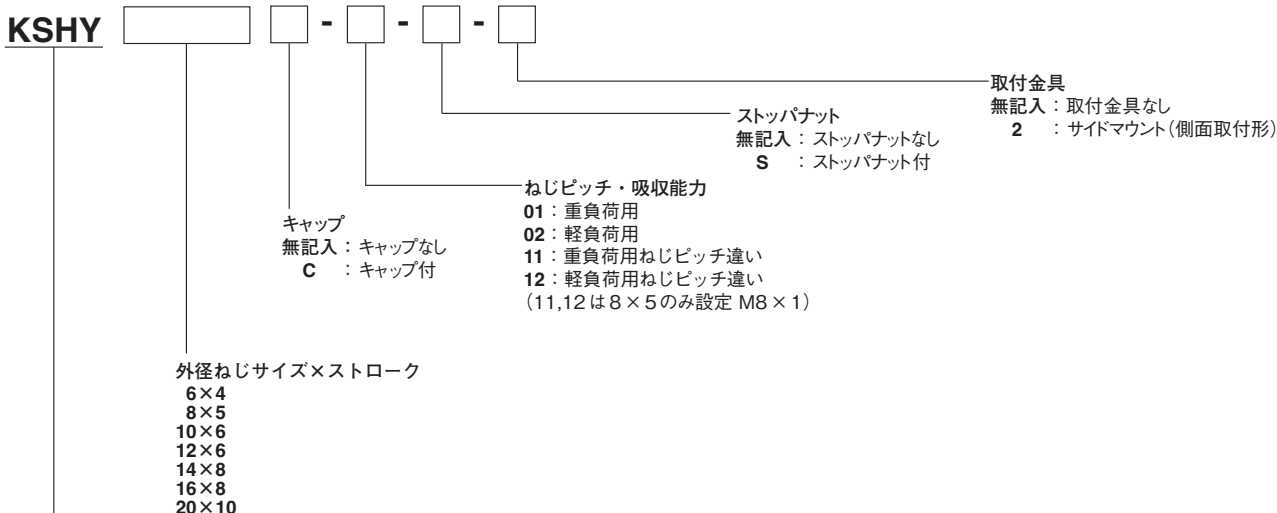 KSHY - - -
取付金具
無記入：取付金具なし
2 ：サイドマウント（側面取付形）
ストッパナット
無記入：ストッパナットなし
S ：ストッパナット付
ねじピッチ・吸収能力
01：重負荷用
02：軽負荷用
11：重負荷用ねじピッチ違い
12：軽負荷用ねじピッチ違い
（11,12は8×5のみ設定 M8×1）
キャップ
無記入：キャップなし
C ：キャップ付
外径ねじサイズ×ストローク
6×4
8×5
10×6
12×6
14×8
16×8
20×10